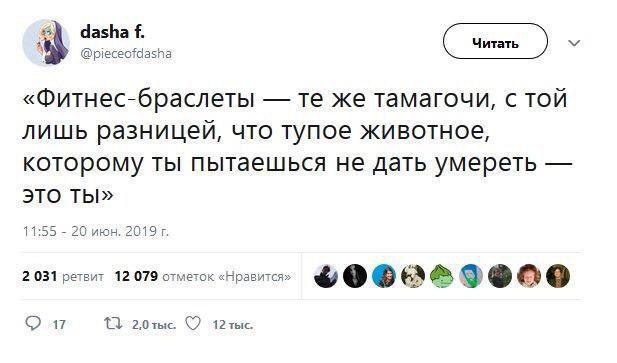 dasha f.
@pieceofdasha
Читать
«Фитнес-браслеты — те же тамагочи, с той
лишь разницей, что тупое животное,
которому ты пытаешься не дать умереть —
это ты»
11:55 - 20 июн. 2019 г.
2 031 ретвит 12 079 отметок «Нравится»
17 2,0 тыс. 12 тыс.